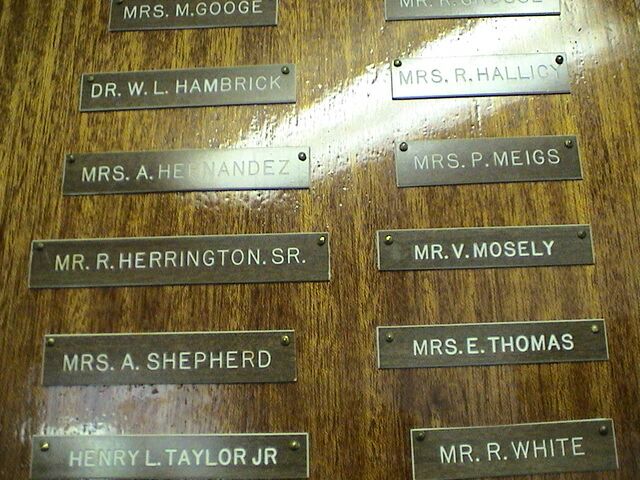 MRS. M.GOOGE
DR. W. L. HAMBRICK
MRS. A. HERNANDEZ
MR. R. HERRINGTON. SR.
MRS. A. SHEPHERD
HENRY L. TAYLOR JR
MR. R.
MRS. R. HALLICY
MRS. P. MEIGS
MR. V. MOSELY
MRS. E. THOMAS
MR. R. WHITE